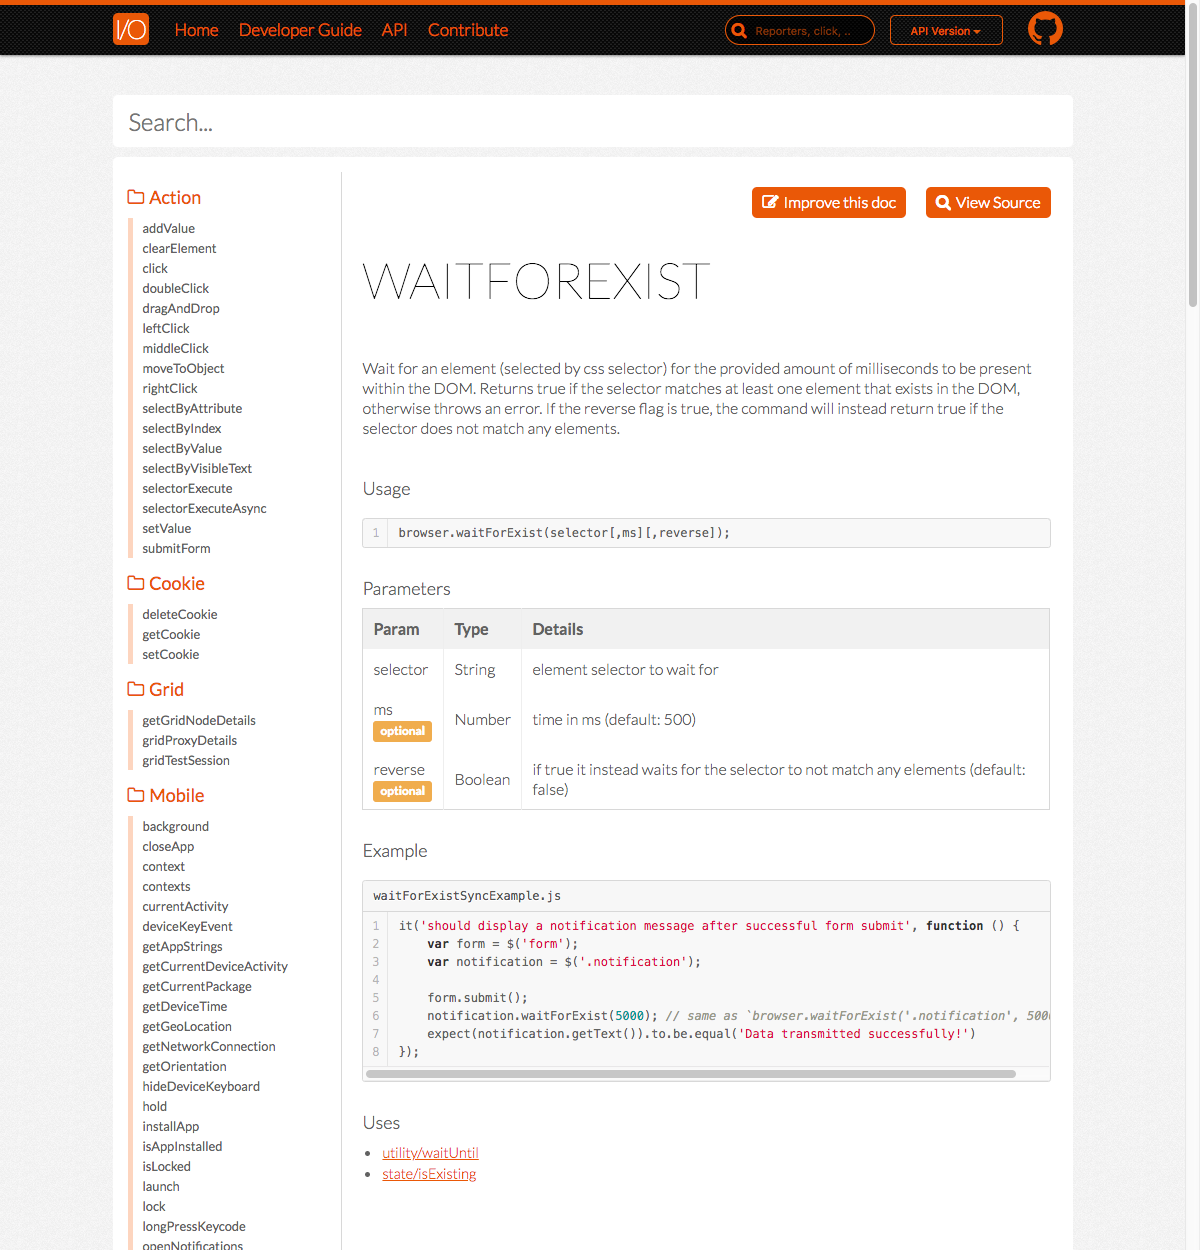 I/O Home Developer Guide API Contribute Reporters, click, .. API Version
Search...
Action
addValue
clearElement
click
doubleClick
dragAndDrop
leftClick
middleClick
moveToObject
rightClick
selectByAttribute
selectByIndex
selectByValue
selectByVisibleText
selectorExecute
selectorExecuteAsync
setValue
submitForm
Cookie
deleteCookie
getCookie
setCookie
Grid
getGridNodeDetails
gridProxyDetails
gridTestSession
Mobile
background
closeApp
context
contexts
currentActivity
deviceKeyEvent
getAppStrings
getCurrentDeviceActivity
getCurrentPackage
getDeviceTime
getGeoLocation
getNetworkConnection
getOrientation
hideDeviceKeyboard
hold
installApp
isAppInstalled
isLocked
launch
lock
longPressKeycode
openNotifications
Improve this doc View Source
WAITFOREXIST
Wait for an element (selected by css selector) for the provided amount of milliseconds to be present
within the DOM. Returns true if the selector matches at least one element that exists in the DOM,
otherwise throws an error. If the reverse flag is true, the command will instead return true if the
selector does not match any elements.
Usage
1 browser.waitForExist(selector[,ms][,reverse]);
Parameters
Param Type Details
selector String element selector to wait for
ms optional Number time in ms (default: 500)
reverse optional Boolean if true it instead waits for the selector to not match any elements (default:
false)
Example
waitForExistSyncExample.js
1 it('should display a notification message after successful form submit', function () {
2 var form = $('form');
3 var notification = $('.notification');
4
5 form.submit();
6 notification.waitForExist(5000); // same as `browser.waitForExist('.notification', 500
7 expect(notification.getText()).to.be.equal('Data transmitted successfully!')
8 });
Uses
• utility/waitUntil
• state/isExisting